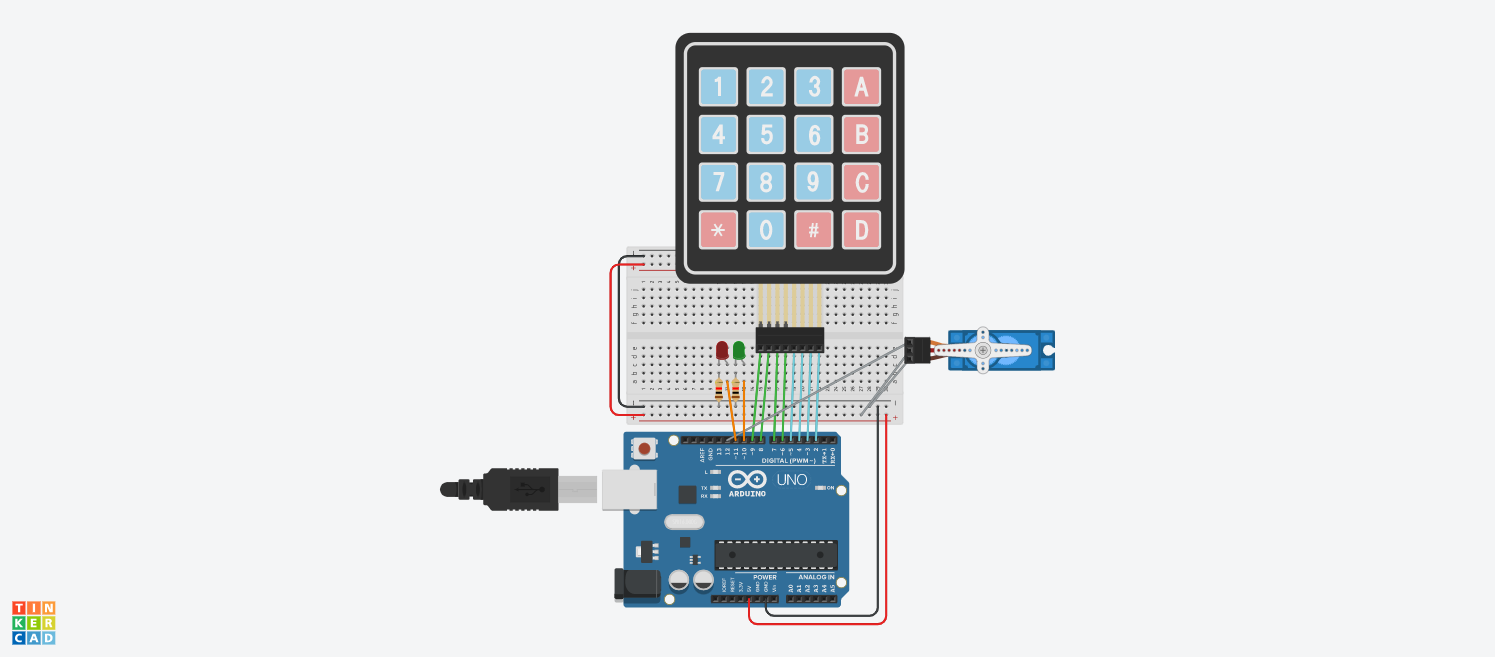 1 2 3 A
4 5 6 B
7 8 9 C
* 0 # D
AREF
GND
13
12
~11
~10
~9
8
7
~6
~5
4
~3
2
TX→1
RX←0
DIGITAL (PWM~)
L
TX
RX
UNO
ON
ARDUINO
POWER
ANALOG IN
IOREF
RESET
3.3V
5V
GND
GND
Vin
A0
A1
A2
A3
A4
A5
TIN
KER
CAD